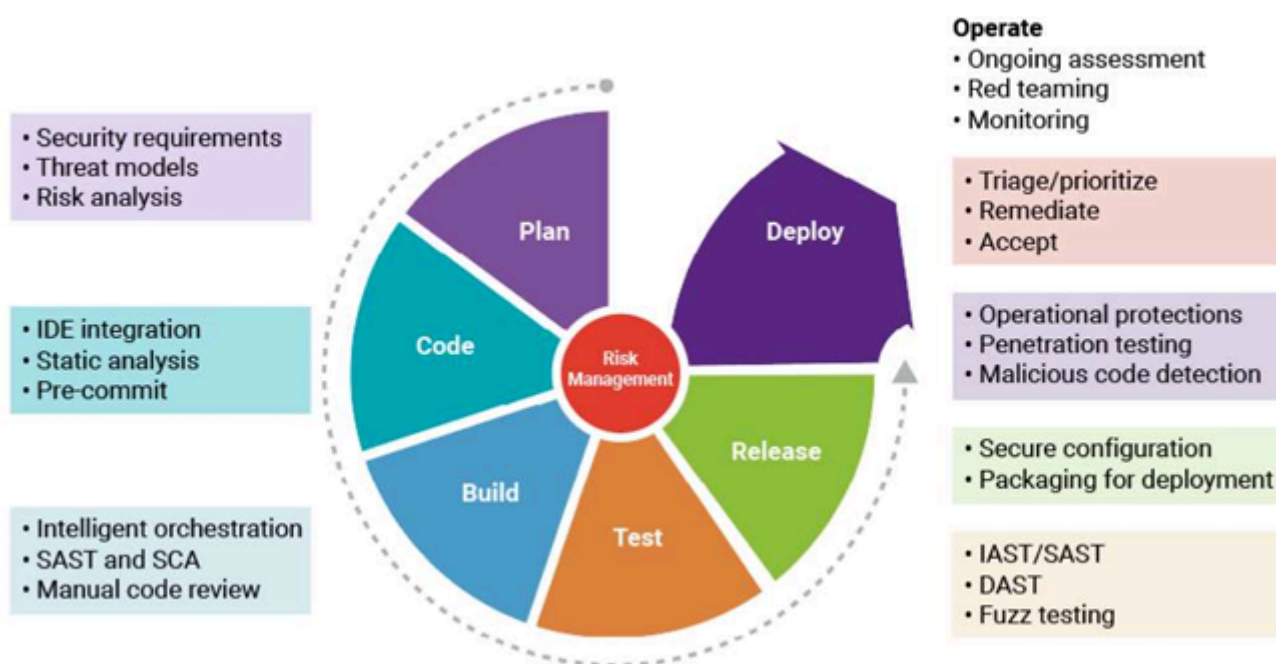 • Security requirements
• Threat models
• Risk analysis
• IDE integration
• Static analysis
• Pre-commit
• Intelligent orchestration
• SAST and SCA
• Manual code review
Plan
Code
Build
Test
Release
Deploy
Risk
Management
Operate
• Ongoing assessment
• Red teaming
• Monitoring
• Triage/prioritize
• Remediate
• Accept
• Operational protections
• Penetration testing
• Malicious code detection
• Secure configuration
• Packaging for deployment
• IAST/SAST
• DAST
• Fuzz testing